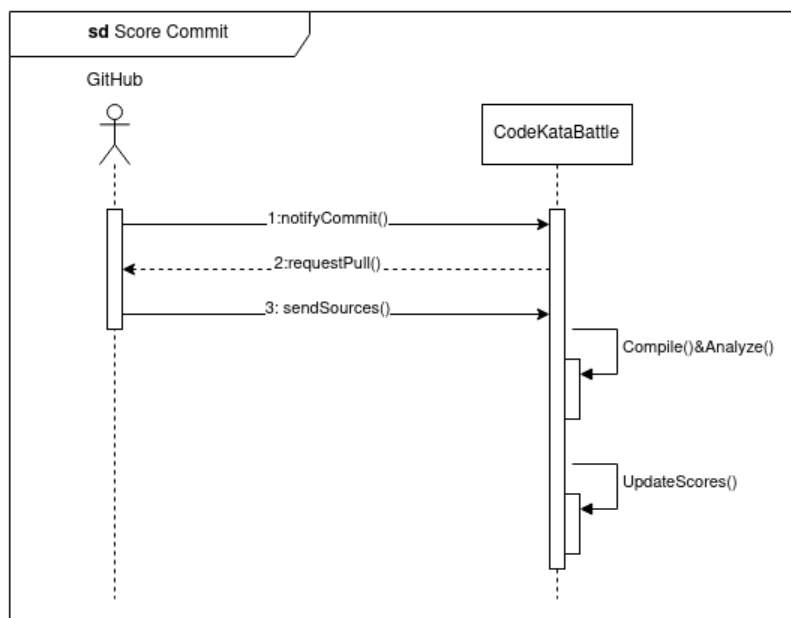 sd Score Commit
GitHub
CodeKataBattle
1:notifyCommit()
2:requestPull()
3: sendSources()
Compile()&Analyze()
UpdateScores()